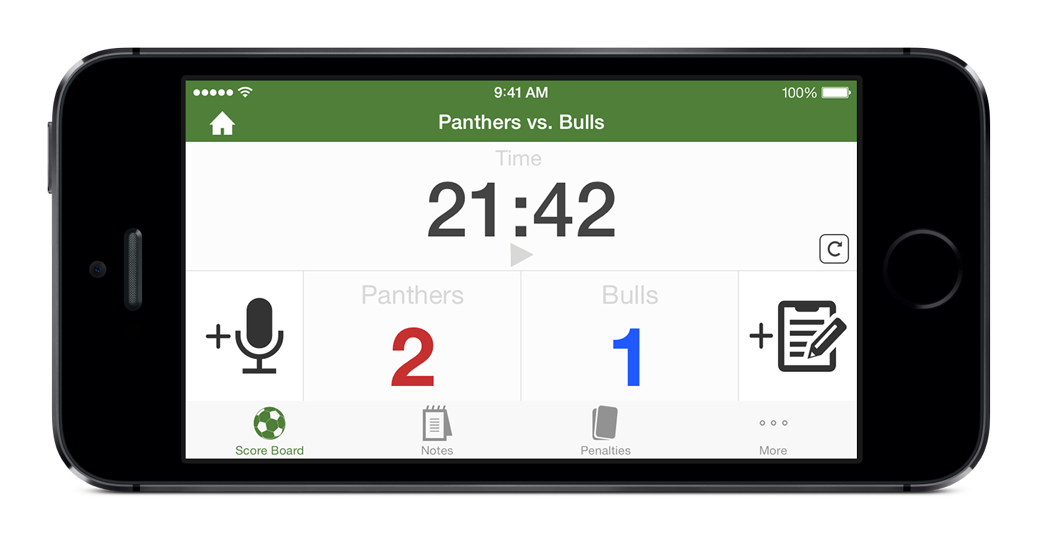 9:41 AM
100%
Panthers vs. Bulls
Time
21:42
Panthers
Bulls
+
2
1
+
Score Board
Notes
Penalties
More